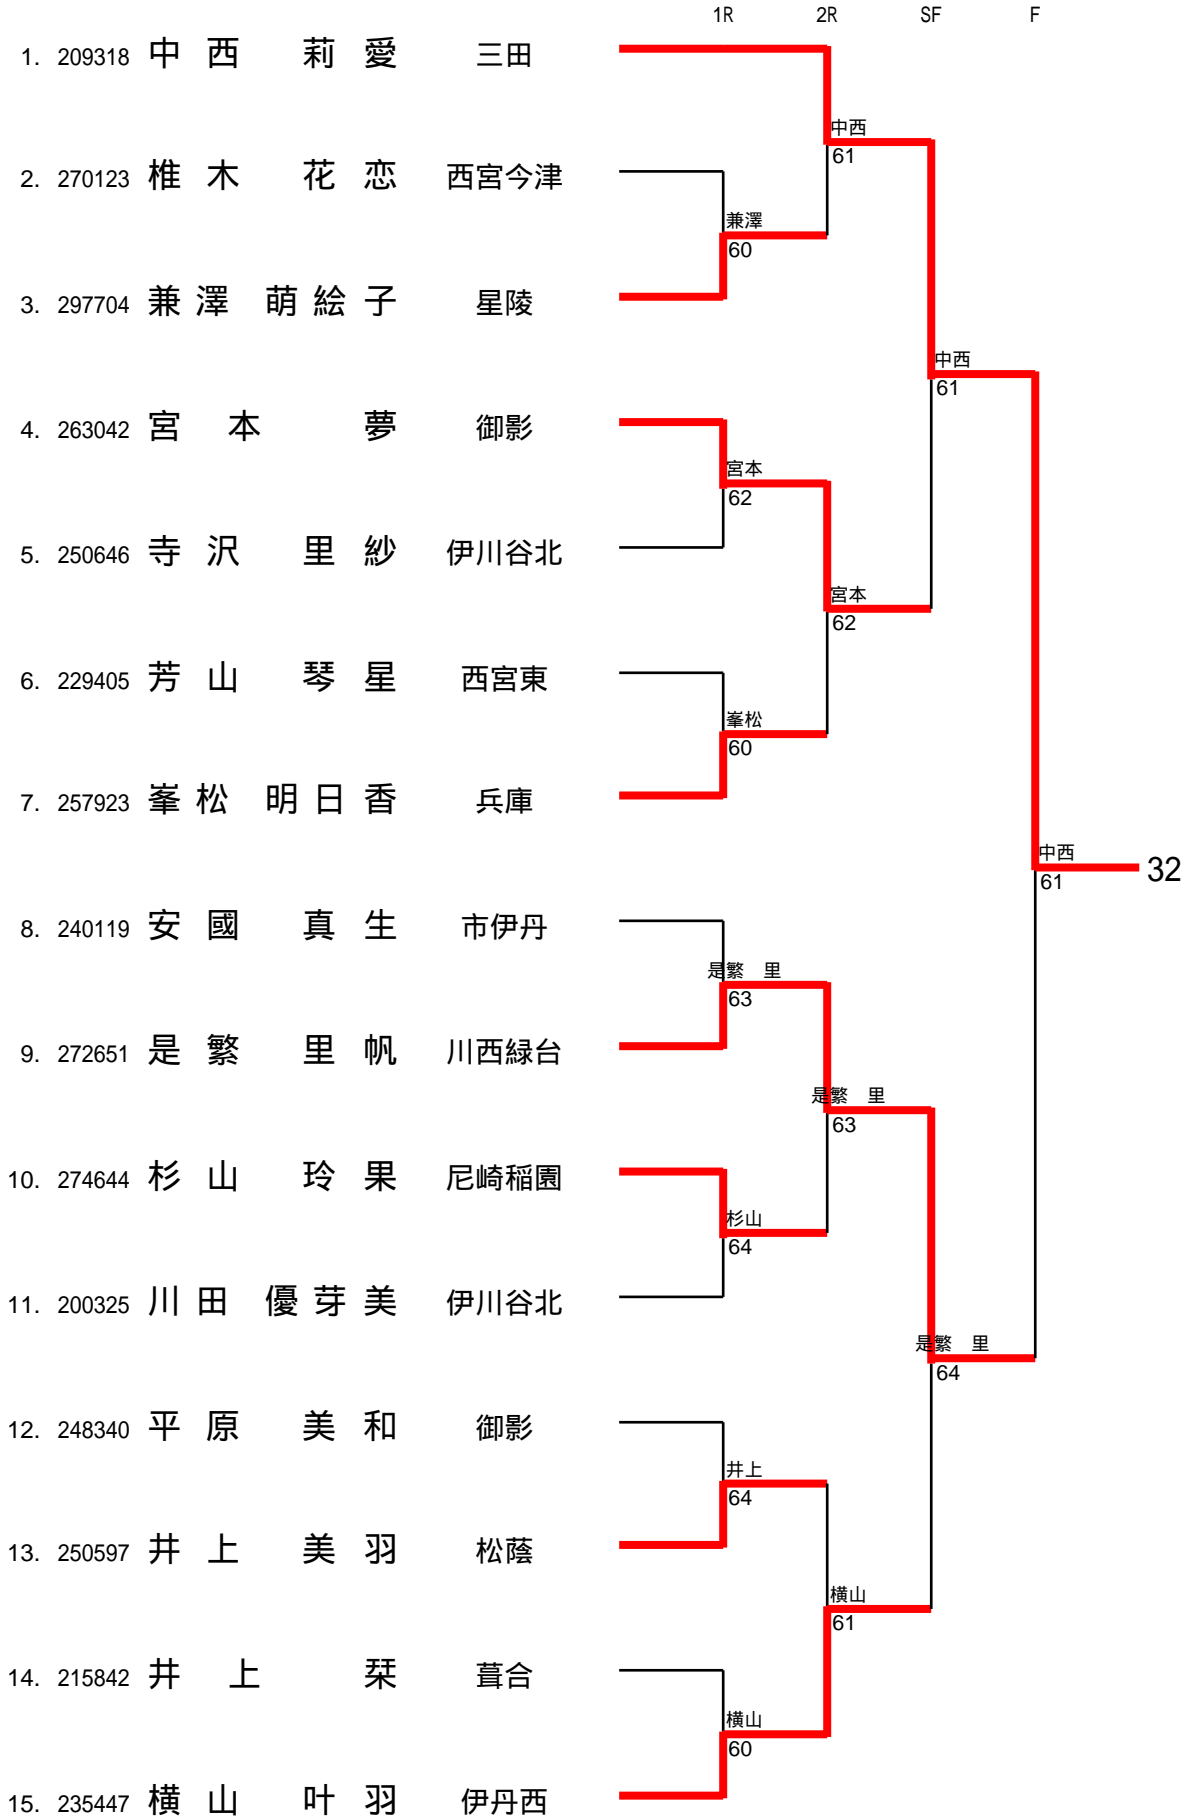 1R 2R SF F
1. 209318 中西 莉愛 三田
中西
61
2. 270123 椎木 花恋 西宮今津
兼澤
60
3. 297704 兼澤 萌絵子 星陵
中西
61
4. 263042 宮本 夢 御影
宮本
62
5. 250646 寺沢 里紗 伊川谷北
宮本
62
6. 229405 芳山 琴星 西宮東
峯松
60
7. 257923 峯松 明日香 兵庫
中西
61
32
8. 240119 安國 真生 市伊丹
是繁 里
63
9. 272651 是繁 里帆 川西緑台
是繁 里
63
10. 274644 杉山 玲果 尼崎稲園
杉山
64
11. 200325 川田 優芽美 伊川谷北
是繁 里
64
12. 248340 平原 美和 御影
井上
64
13. 250597 井上 美羽 松蔭
横山
61
14. 215842 井上 栞 葺合
横山
60
15. 235447 横山 叶羽 伊丹西